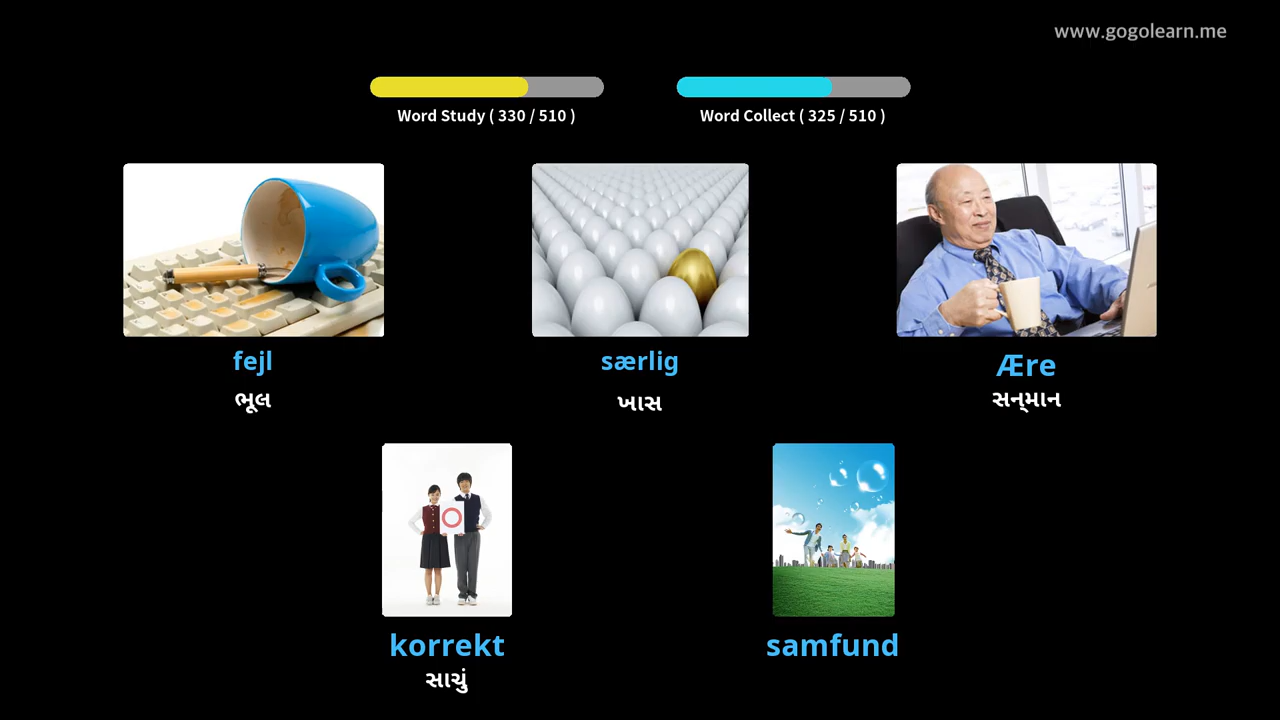 www.gogolearn.me
Word Study ( 330 / 510 )
Word Collect ( 325 / 510 )
fejl
ભૂલ
særlig
ખાસ
Ære
સન્માન
korrekt
સાચું
samfund